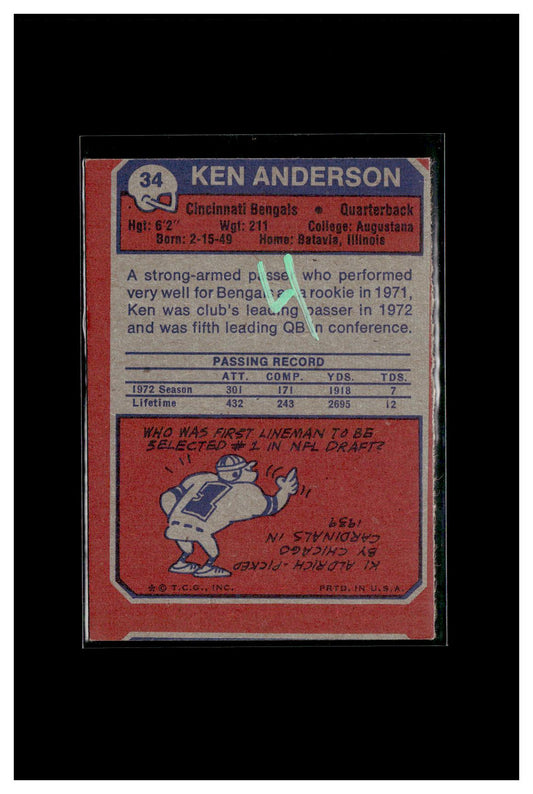 34 KEN ANDERSON
Cincinnati Bengals • Quarterback
Hgt: 6'2" Wgt: 211 College: Augustana
Born: 2-15-49 Home: Batavia, Illinois
A strong-armed passer who performed
very well for Bengals as a rookie in 1971,
Ken was club's leading passer in 1972
and was fifth leading QB in conference.
4
PASSING RECORD
ATT. COMP. YDS. TDS.
1972 Season 301 171 1918 7
Lifetime 432 243 2695 12
WHO WAS FIRST LINEMAN TO BE
SELECTED #1 IN NFL DRAFT?
KI ALDRICH - PICKED
BY CHICAGO
CARDINALS IN
1939
* © T.C.G., INC. PRTD. IN U.S.A.